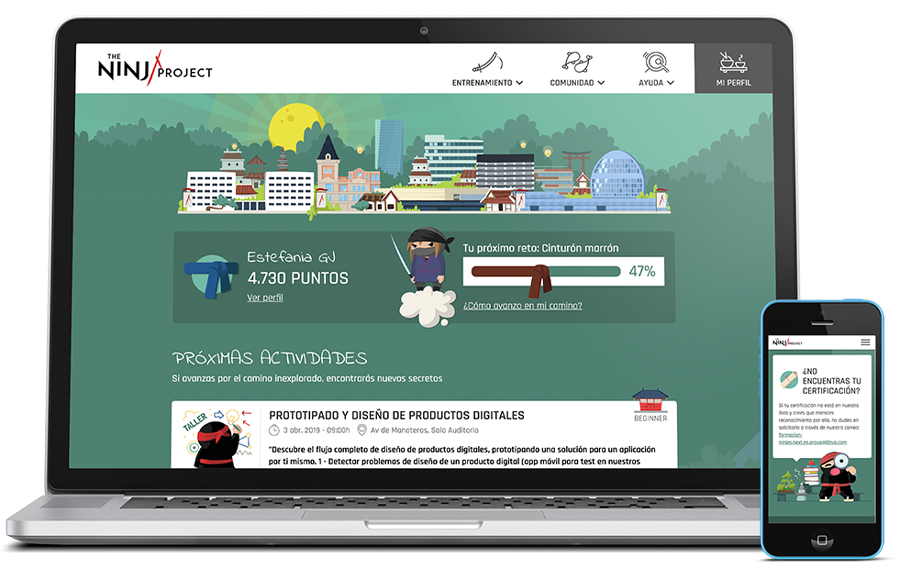 THE
NINJA PROJECT
ENTRENAMIENTO
COMUNIDAD
AYUDA
MI PERFIL
Estefania GJ
4.730 PUNTOS
Ver perfil
Tu próximo reto: Cinturón marrón
47%
¿Cómo avanza en mi camino?
PRÓXIMAS ACTIVIDADES
Si avanzas por el camino inexplorado, encontrarás nuevos secretos
TALLER
PROTOTIPADO Y DISEÑO DE PRODUCTOS DIGITALES
3 abr. 2019 - 09:00h
Av de Manoteras, Sala Auditorio
BEGINNER
"Descubre el flujo completo de diseño de productos digitales, prototipando una solución para un aplicación
por ti mismo. 1 - Detectar problemas de diseño de un producto digital (app móvil para test en nuestros
THE
NINJA PROJECT
¿NO
ENCUENTRAS TU
CERTIFICACIÓN?
Si tu certificación no está en nuestra
lista y crees que mereces
reconocimiento por ella, no dudes en
solicitarlo a través de nuestro correo:
formacion-
ninjas.next.es.group@bbva.com